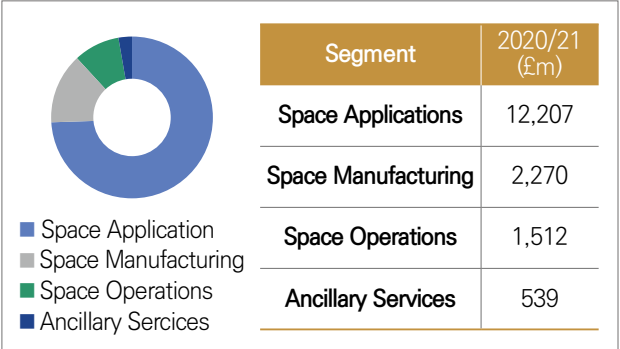 Space Application
Space Manufacturing
Space Operations
Ancillary Sercices
Segment 2020/21 (£m)
Space Applications 12,207
Space Manufacturing 2,270
Space Operations 1,512
Ancillary Services 539